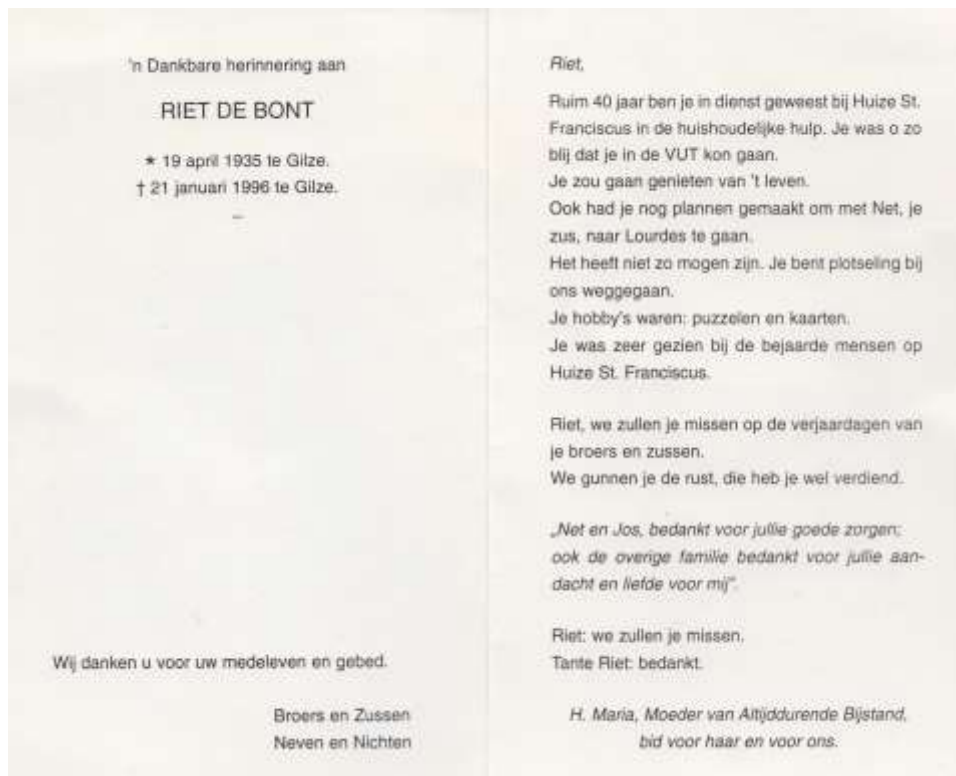 'n Dankbare herinnering aan
RIET DE BONT
★ 19 april 1935 te Gilze.
† 21 januari 1996 te Gilze.
–
Wij danken u voor uw medeleven en gebed.
Broers en Zussen
Neven en Nichten
Riet,
Ruim 40 jaar ben je in dienst geweest bij Huize St.
Franciscus in de huishoudelijke hulp. Je was o zo
blij dat je in de VUT kon gaan.
Je zou gaan genieten van 't leven.
Ook had je nog plannen gemaakt om met Net, je
zus, naar Lourdes te gaan.
Het heeft niet zo mogen zijn. Je bent plotseling bij
ons weggegaan.
Je hobby's waren: puzzelen en kaarten.
Je was zeer gezien bij de bejaarde mensen op
Huize St. Franciscus.
Riet, we zullen je missen op de verjaardagen van
je broers en zussen.
We gunnen je de rust, die heb je wel verdiend.
„Net en Jos, bedankt voor jullie goede zorgen;
ook de overige familie bedankt voor jullie aan-
dacht en liefde voor mij".
Riet: we zullen je missen.
Tante Riet: bedankt.
H. Maria, Moeder van Altijddurende Bijstand,
bid voor haar en voor ons.